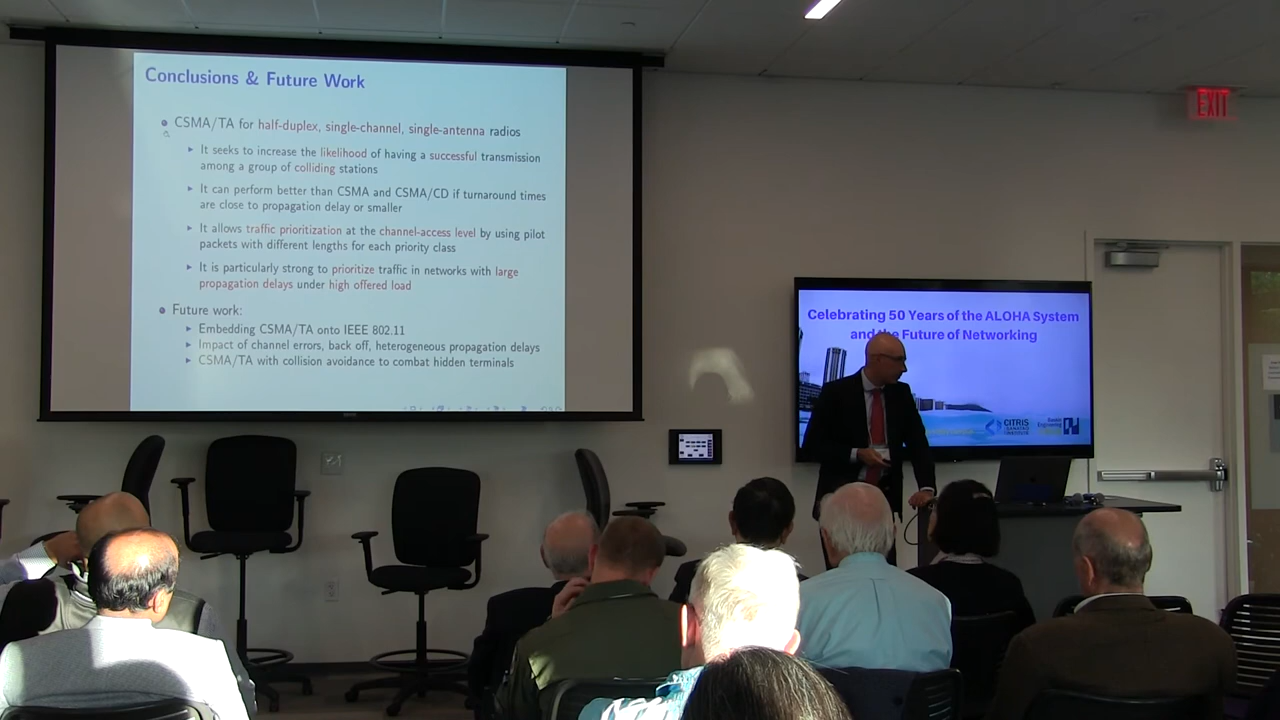 Conclusions & Future Work
CSMA/TA for half-duplex, single-channel, single-antenna radios
It seeks to increase the likelihood of having a successful transmission
among a group of colliding stations
It can perform better than CSMA and CSMA/CD if turnaround times
are close to propagation delay or smaller
It allows traffic prioritization at the channel-access level by using pilot
packets with different lengths for each priority class
It is particularly strong to prioritize traffic in networks with large
propagation delays under high offered load
Future work:
Embedding CSMA/TA onto IEEE 802.11
Impact of channel errors, back off, heterogeneous propagation delays
CSMA/TA with collision avoidance to combat hidden terminals
EXIT
Celebrating 50 Years of the ALOHA System
and the Future of Networking
CITRIS